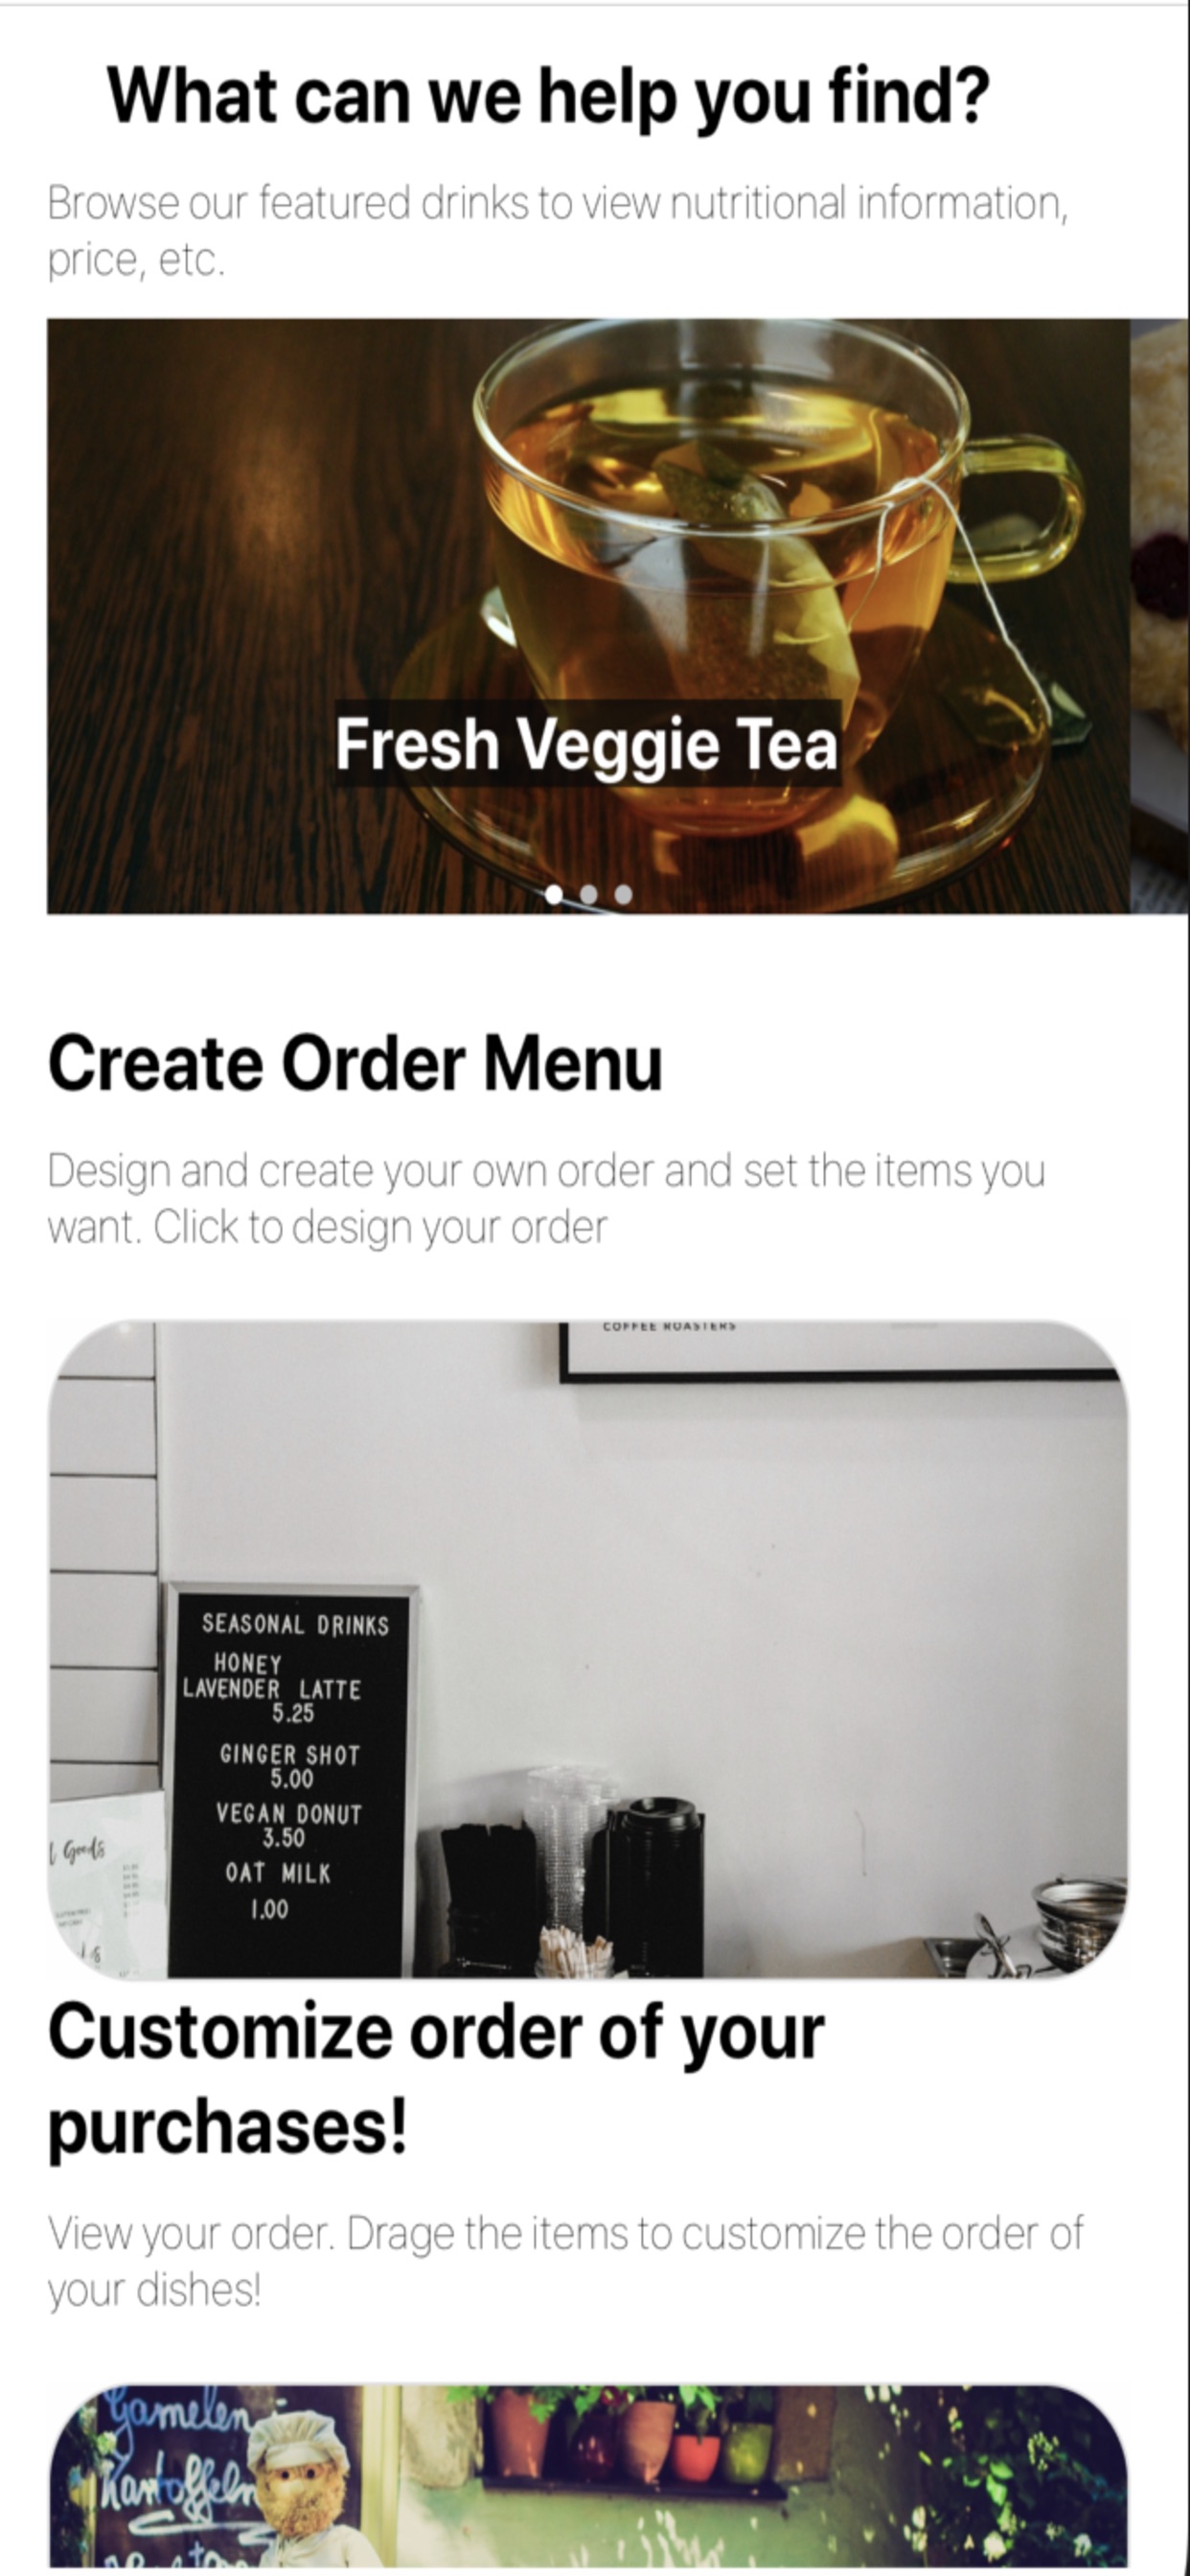 What can we help you find?
Browse our featured drinks to view nutritional information,
price, etc.
Fresh Veggie Tea
Create Order Menu
Design and create your own order and set the items you
want. Click to design your order
COFFEE ROASTERS
SEASONAL DRINKS
HONEY
LAVENDER LATTE
5.25
GINGER SHOT
5.00
VEGAN DONUT
3.50
OAT MILK
1.00
Goods
Customize order of your
purchases!
View your order. Drage the items to customize the order of
your dishes!
Gamelen
Kartoffeln